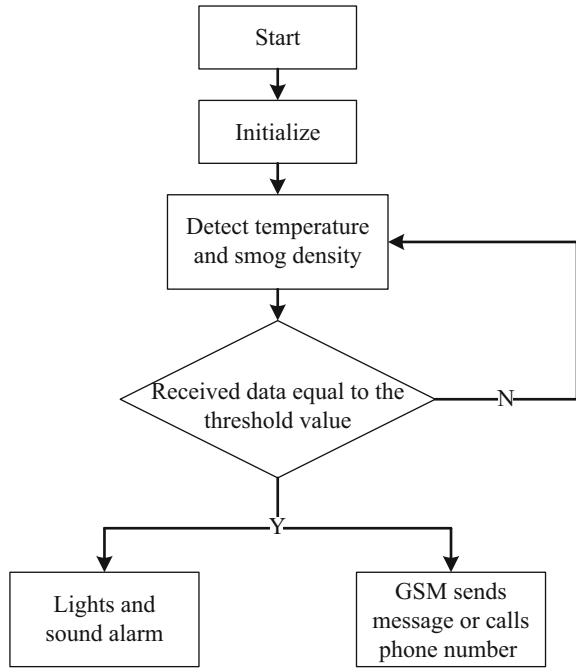 Start
Initialize
Detect temperature
and smog density
Received data equal to the
threshold value
N
Y
Lights and
sound alarm
GSM sends
message or calls
phone number